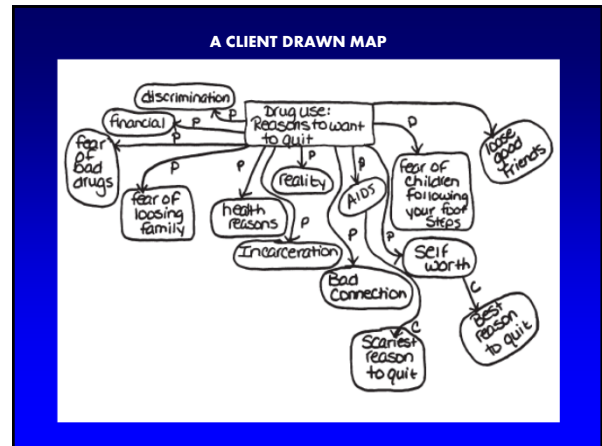 A CLIENT DRAWN MAP
discrimination
P
Drug use:
Reasons to want
to quit
P
financial
P
P
fear
of
bad
drugs
P
fear of
loosing
family
P
health
reasons
P
Incarceration
P
reality
P
AIDS
P
Bad
Connection
P
Self
worth
P
fear of
children
following
your foot
steps
loose
good
friends
C
Scariest
reason
to quit
C
Best
reason
to quit